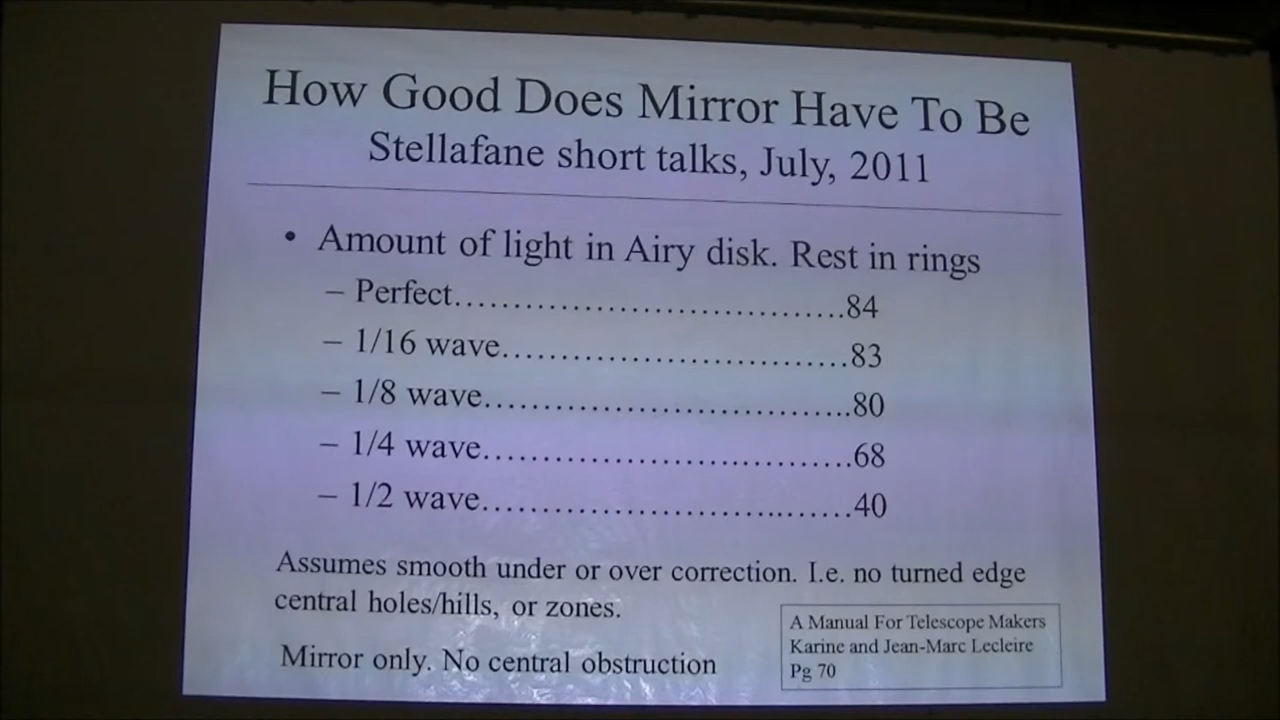 How Good Does Mirror Have To Be
Stellafane short talks, July, 2011
• Amount of light in Airy disk. Rest in rings
– Perfect……………………………….84
– 1/16 wave……………………………83
– 1/8 wave……………………………..80
– 1/4 wave…………………….……….68
– 1/2 wave………………………..…….40
Assumes smooth under or over correction. I.e. no turned edge
central holes/hills, or zones.
Mirror only. No central obstruction
A Manual For Telescope Makers
Karine and Jean-Marc Lecleire
Pg 70